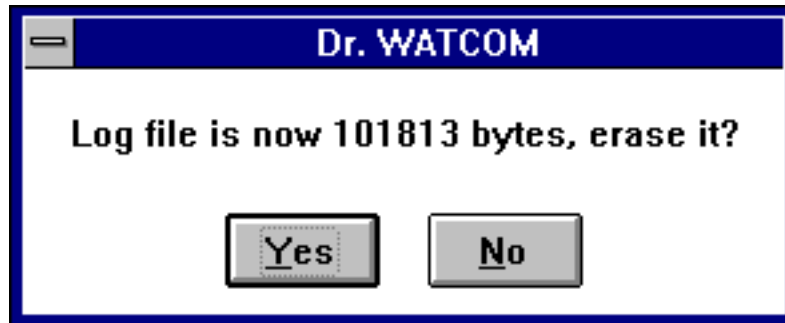 Dr. WATCOM
Log file is now 101813 bytes, erase it?
Yes No